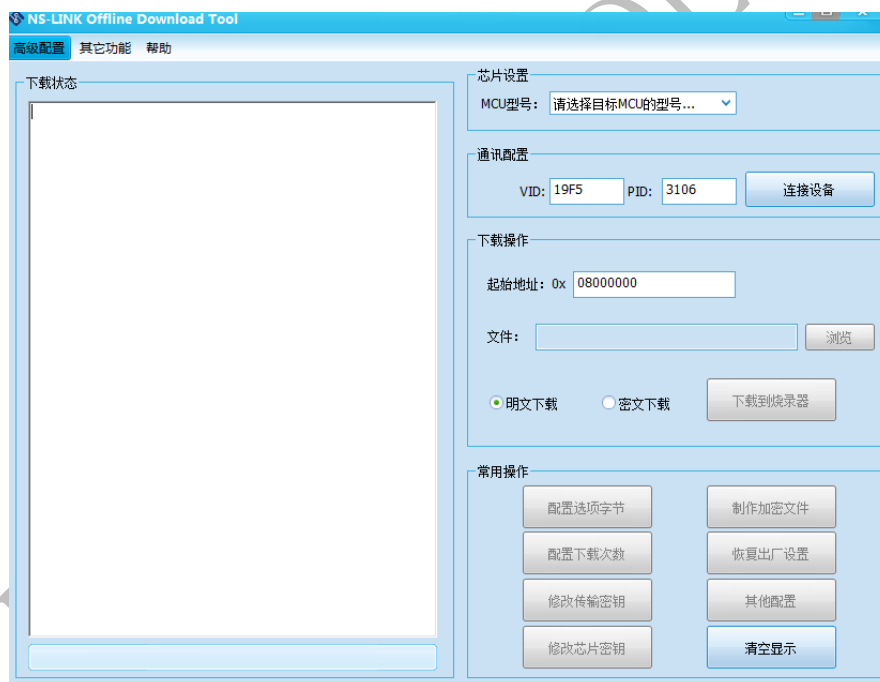 NS-LINK Offline Download Tool
高级配置 其它功能 帮助
下载状态
芯片设置
MCU型号： 请选择目标MCU的型号...
通讯配置
VID: 19F5 PID: 3106 连接设备
下载操作
起始地址：0x 08000000
文件： 浏览
明文下载 密文下载 下载到烧录器
常用操作
配置选项字节 制作加密文件
配置下载次数 恢复出厂设置
修改传输密钥 其他配置
修改芯片密钥 清空显示